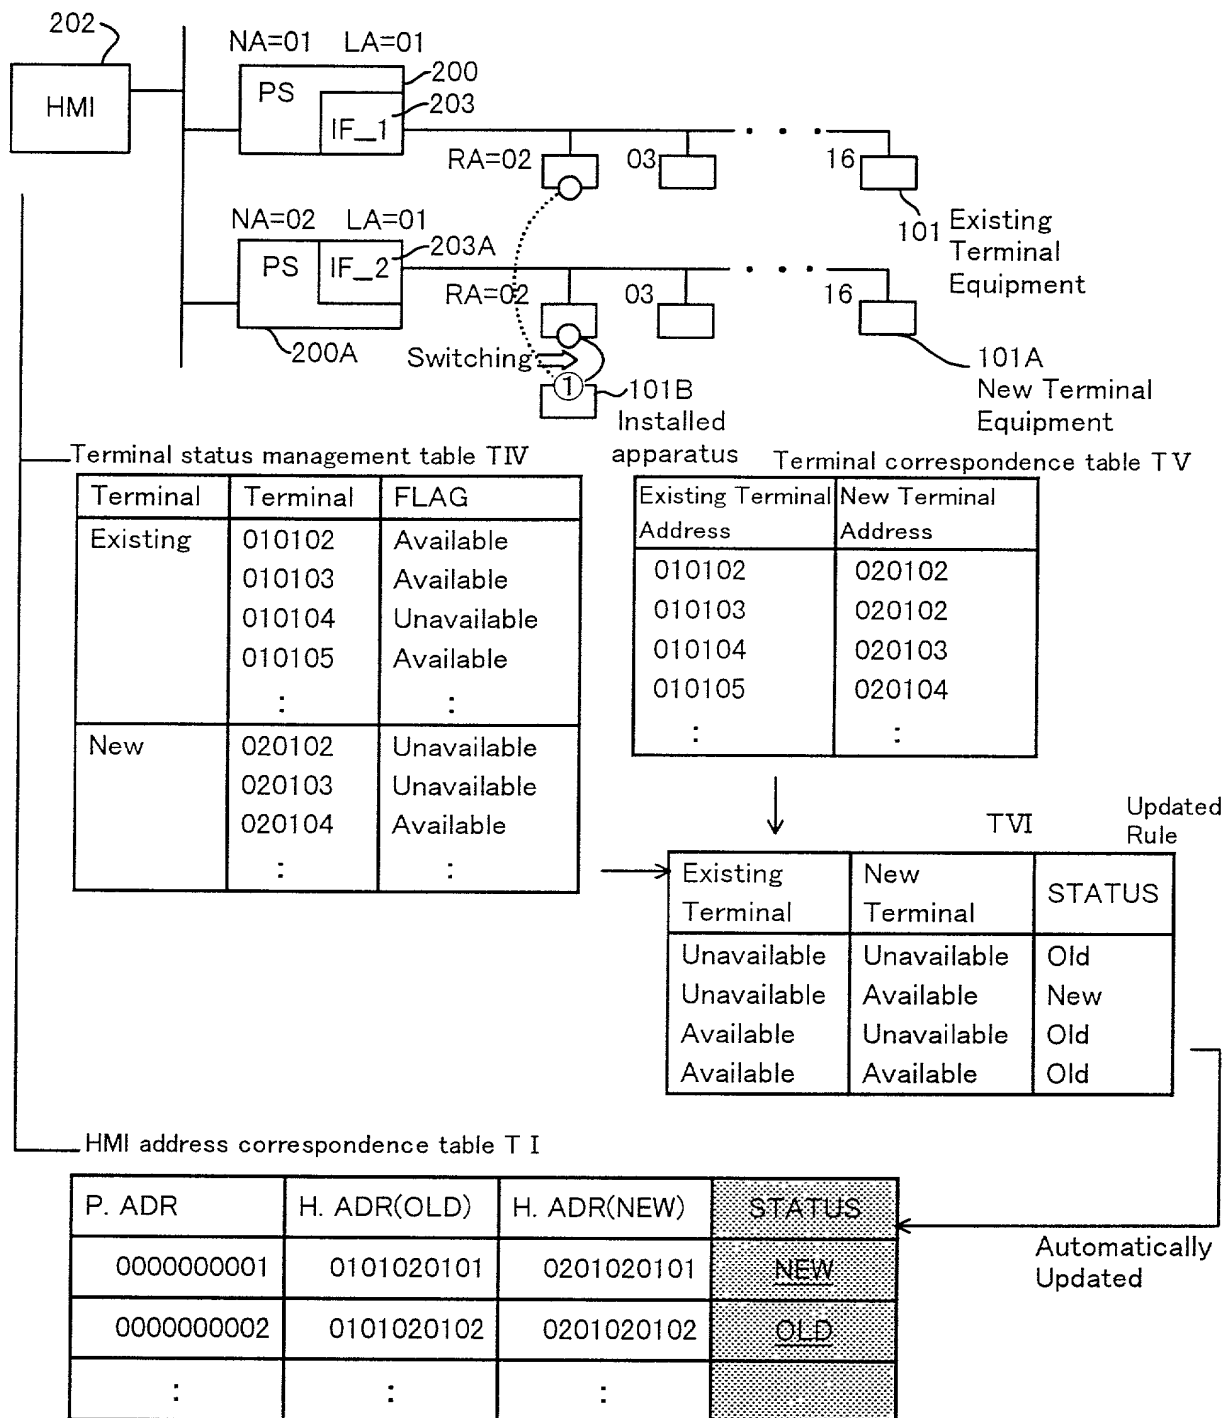 202
NA=01 LA=01
HMI
PS
200
203
IF_1
RA=02
03
16
101
Existing
Terminal
Equipment
NA=02 LA=01
PS
IF_2
203A
RA=02
03
16
200A
Switching
1
101B
Installed
apparatus
101A
New Terminal
Equipment
Terminal status management table TⅣ
Terminal Terminal FLAG
Existing 010102 Available
010103 Available
010104 Unavailable
010105 Available
: :
New 020102 Unavailable
020103 Unavailable
020104 Available
: :
Terminal correspondence table TⅤ
Existing Terminal New Terminal
Address Address
010102 020102
010103 020102
010104 020103
010105 020104
: :
TⅥ
Updated
Rule
Existing New
Terminal Terminal STATUS
Unavailable Unavailable Old
Unavailable Available New
Available Unavailable Old
Available Available Old
HMI address correspondence table TⅠ
P. ADR H. ADR(OLD) H. ADR(NEW) STATUS
0000000001 0101020101 0201020101 NEW
0000000002 0101020102 0201020102 OLD
: : :
Automatically
Updated